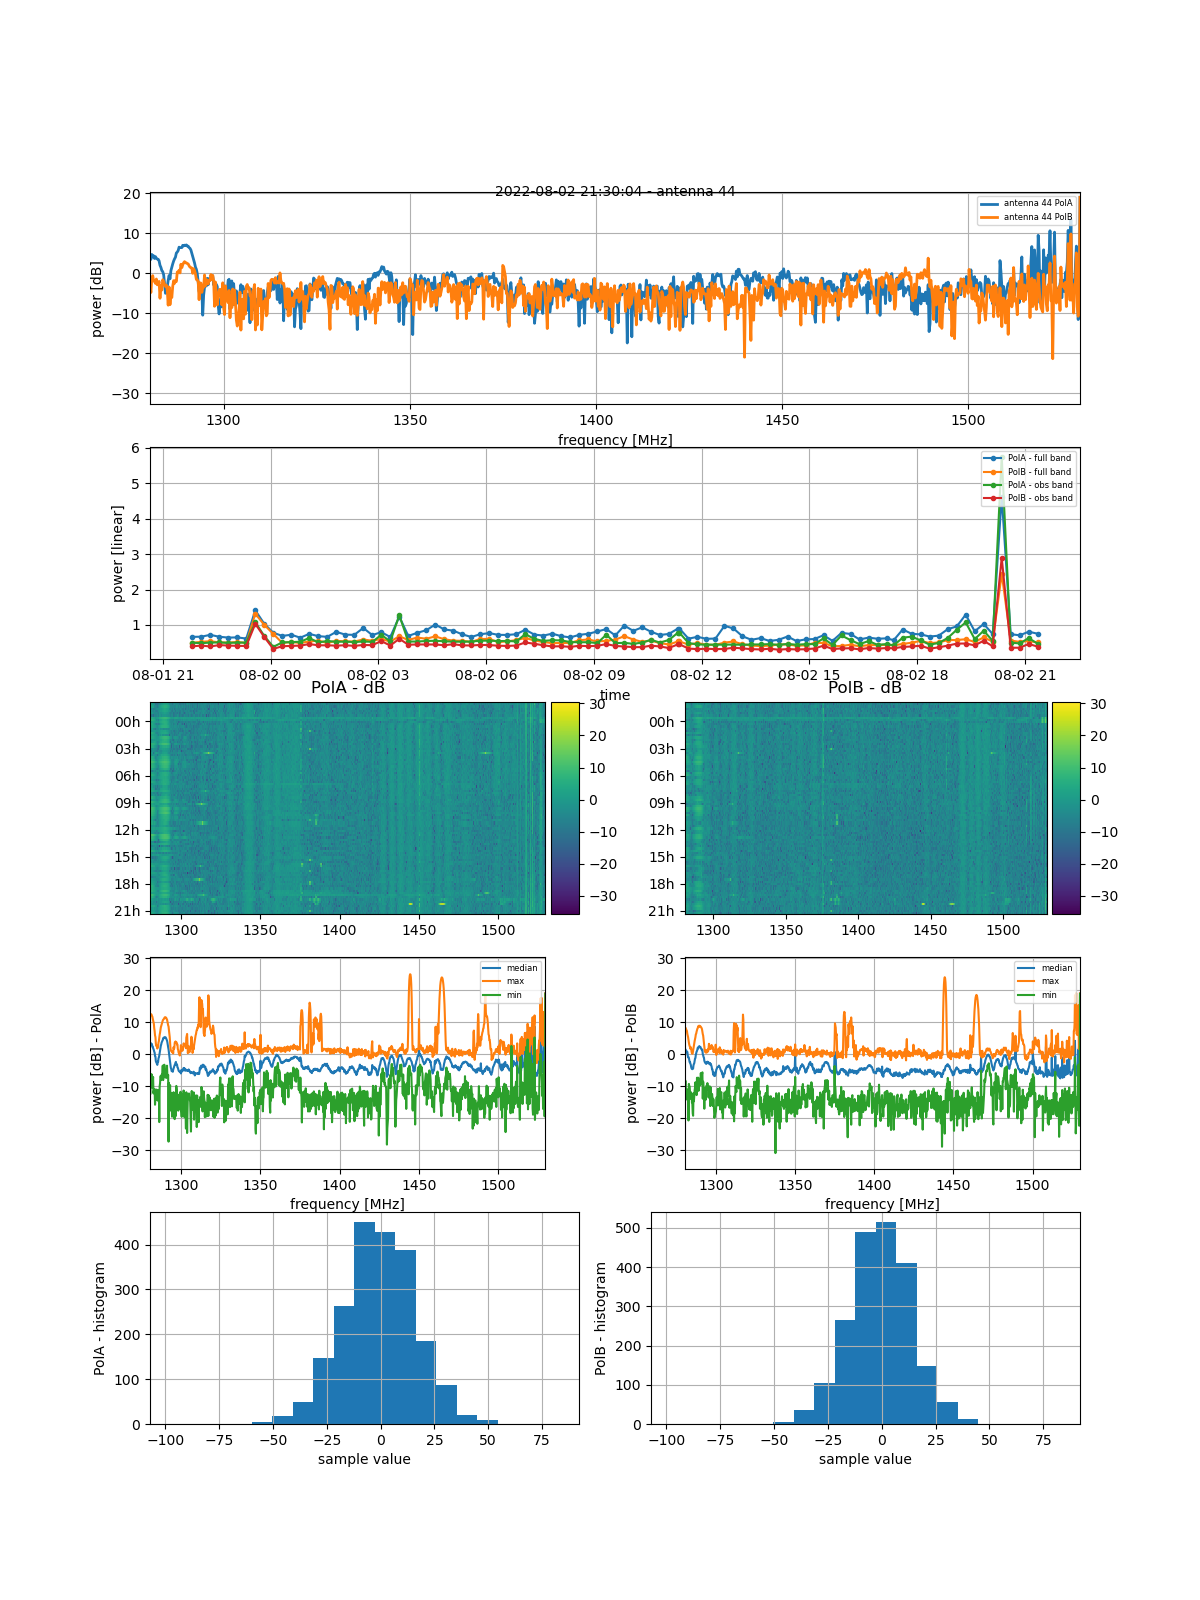 2022-08-02 21:30:04 - antenna 44
antenna 44 PolA
antenna 44 PolB
power [dB]
20
10
0
−10
−20
−30
1300 1350 1400 1450 1500
frequency [MHz]
PolA - full band
PolB - full band
PolA - obs band
PolB - obs band
power [linear]
6
5
4
3
2
1
08-01 21 08-02 00 08-02 03 08-02 06 08-02 09 08-02 12 08-02 15 08-02 18 08-02 21
time
PolA - dB
00h
03h
06h
09h
12h
15h
18h
21h
1300 1350 1400 1450 1500
30
20
10
0
−10
−20
−30
PolB - dB
00h
03h
06h
09h
12h
15h
18h
21h
1300 1350 1400 1450 1500
30
20
10
0
−10
−20
−30
power [dB] - PolA
30
20
10
0
−10
−20
−30
median
max
min
1300 1350 1400 1450 1500
frequency [MHz]
power [dB] - PolB
30
20
10
0
−10
−20
−30
median
max
min
1300 1350 1400 1450 1500
frequency [MHz]
PolA - histogram
400
300
200
100
0
−100 −75 −50 −25 0 25 50 75
sample value
PolB - histogram
500
400
300
200
100
0
−100 −75 −50 −25 0 25 50 75
sample value